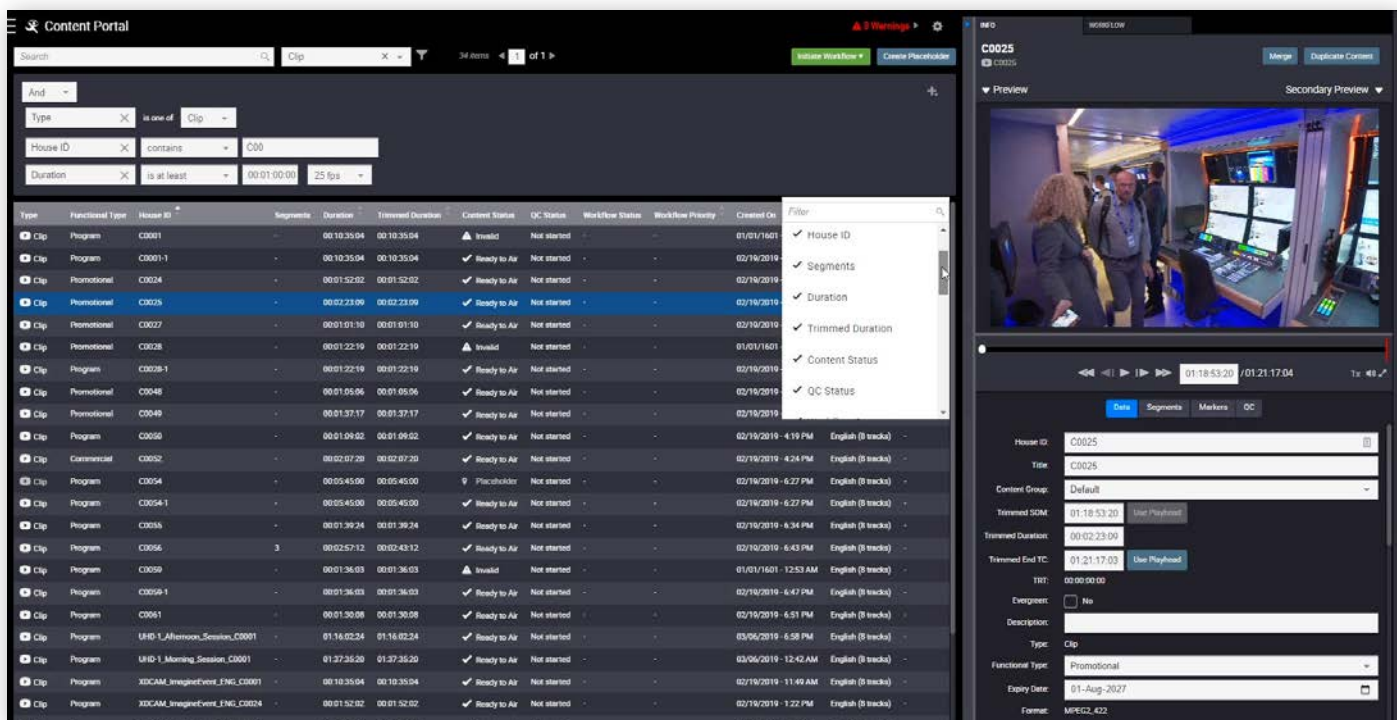 Content Portal
3 Warnings
Search
Clip
34 items 1 of 1
Initiate Workflow
Create Placeholder
And
Type is one of Clip
House ID contains C00
Duration is at least 00:01:00:00 25 fps
Type Functional Type House ID Segments Duration Trimmed Duration Content Status QC Status Workflow Status Workflow Priority Created On
Clip Program C0001 - 00:10:35:04 00:10:35:04 Invalid Not started - - 01/01/1601 -
Clip Program C0001-1 - 00:10:35:04 00:10:35:04 Ready to Air Not started - - 02/19/2019 -
Clip Promotional C0024 - 00:01:52:02 00:01:52:02 Ready to Air Not started - - 02/19/2019 -
Clip Promotional C0025 - 00:02:23:09 00:02:23:09 Ready to Air Not started - - 02/19/2019 -
Clip Promotional C0027 - 00:01:01:10 00:01:01:10 Ready to Air Not started - - 02/19/2019 -
Clip Promotional C0028 - 00:01:22:19 00:01:22:19 Invalid Not started - - 01/01/1601 -
Clip Program C0028-1 - 00:01:22:19 00:01:22:19 Ready to Air Not started - - 02/19/2019 -
Clip Promotional C0048 - 00:01:05:06 00:01:05:06 Ready to Air Not started - - 02/19/2019 -
Clip Promotional C0049 - 00:01:37:17 00:01:37:17 Ready to Air Not started - - 02/19/2019 -
Clip Program C0050 - 00:01:09:02 00:01:09:02 Ready to Air Not started - - 02/19/2019 - 4:19 PM English (8 tracks) -
Clip Commercial C0052 - 00:02:07:20 00:02:07:20 Ready to Air Not started - - 02/19/2019 - 4:24 PM English (8 tracks) -
Clip Program C0054 - 00:05:45:00 00:05:45:00 Placeholder Not started - - 02/19/2019 - 6:27 PM English (8 tracks) -
Clip Program C0054-1 - 00:05:45:00 00:05:45:00 Ready to Air Not started - - 02/19/2019 - 6:27 PM English (8 tracks) -
Clip Program C0055 - 00:01:39:24 00:01:39:24 Ready to Air Not started - - 02/19/2019 - 6:34 PM English (8 tracks) -
Clip Program C0056 3 00:02:57:12 00:02:43:12 Ready to Air Not started - - 02/19/2019 - 6:43 PM English (8 tracks) -
Clip Program C0059 - 00:01:36:03 00:01:36:03 Invalid Not started - - 01/01/1601 - 12:53 AM English (8 tracks) -
Clip Program C0059-1 - 00:01:36:03 00:01:36:03 Ready to Air Not started - - 02/19/2019 - 6:47 PM English (8 tracks) -
Clip Program C0061 - 00:01:30:08 00:01:30:08 Ready to Air Not started - - 02/19/2019 - 6:51 PM English (8 tracks) -
Clip Program UHD-1_Afternoon_Session_C0001 - 01:16:02:24 01:16:02:24 Ready to Air Not started - - 03/06/2019 - 6:58 PM English (8 tracks) -
Clip Program UHD-1_Morning_Session_C0001 - 01:37:35:20 01:37:35:20 Ready to Air Not started - - 03/06/2019 - 12:42 AM English (8 tracks) -
Clip Program XDCAM_ImagineEvent_ENG_C0001 - 00:10:35:04 00:10:35:04 Ready to Air Not started - - 02/19/2019 - 11:49 AM English (8 tracks) -
Clip Program XDCAM_ImagineEvent_ENG_C0024 - 00:01:52:02 00:01:52:02 Ready to Air Not started - - 02/19/2019 - 1:22 PM English (8 tracks) -
Filter
House ID
Segments
Duration
Trimmed Duration
Content Status
QC Status
INFO
WORKFLOW
C0025
C0025
Merge
Duplicate Content
Preview
Secondary Preview
01:18:53:20 /01:21:17:04
1x
Data Segments Markers QC
House ID: C0025
Title: C0025
Content Group: Default
Trimmed SOM: 01:18:53:20 Use Playhead
Trimmed Duration: 00:02:23:09
Trimmed End TC: 01:21:17:03 Use Playhead
TRT: 00:00:00:00
Evergreen: No
Description:
Type: Clip
Functional Type: Promotional
Expiry Date: 01-Aug-2027
Format: MPEG2_422